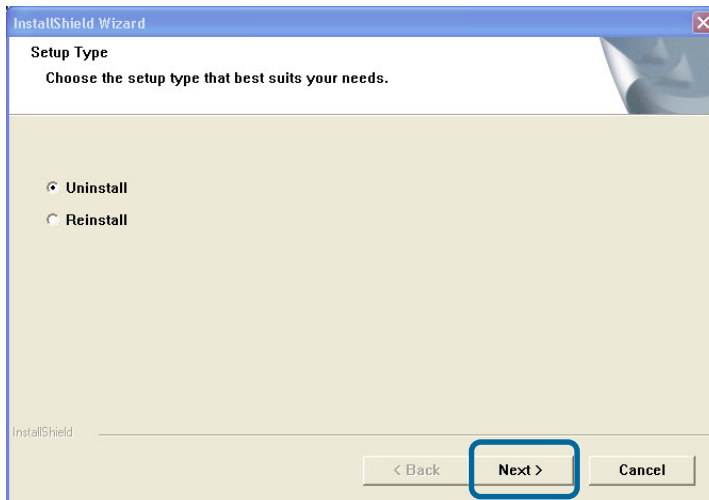 InstallShield Wizard
Setup Type
Choose the setup type that best suits your needs.
Uninstall
Reinstall
InstallShield
< Back Next > Cancel